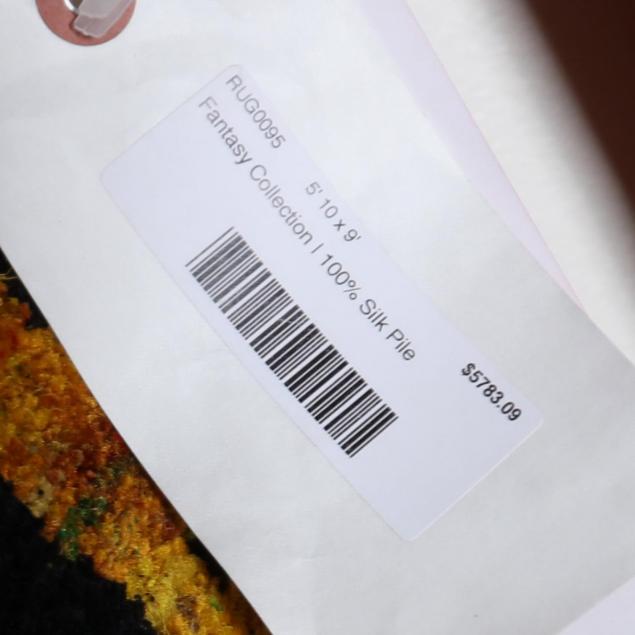 RUG0095
5' 10 x 9'
Fantasy Collection | 100% Silk Pile
$5783.09